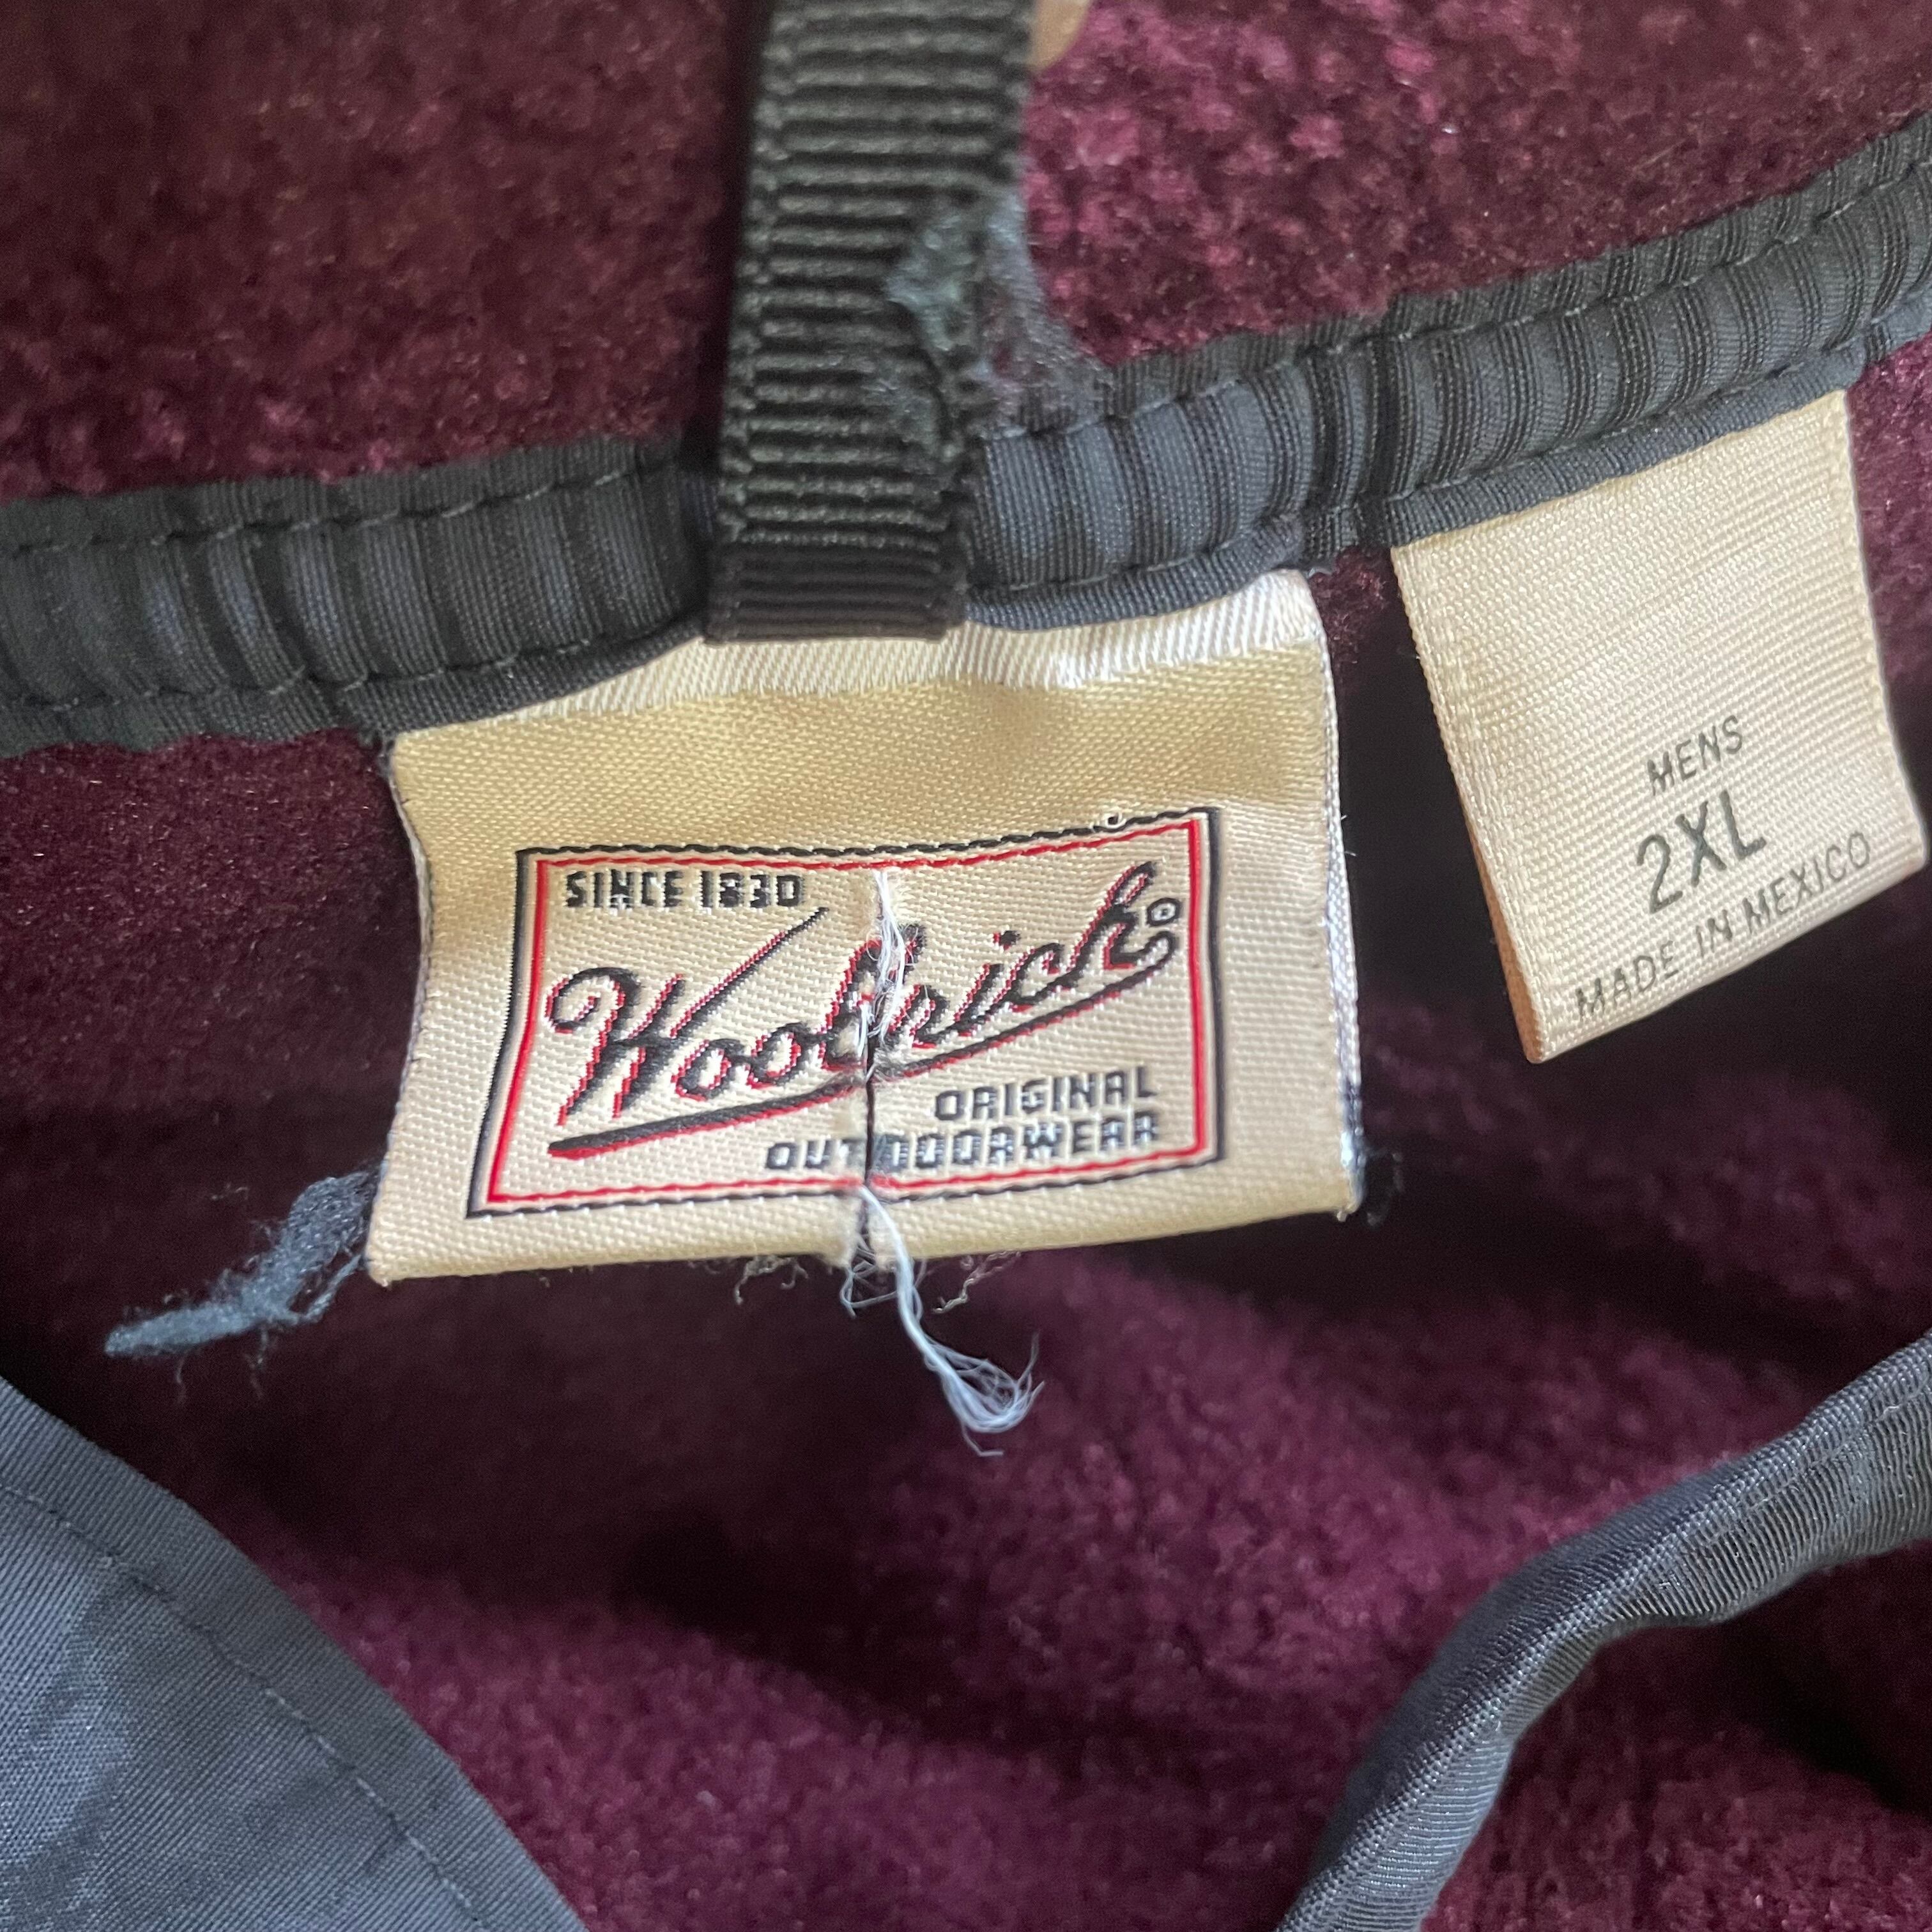 SINCE 1830
Woolrich®
ORIGINAL
OUTDOORWEAR
MENS
2XL
MADE IN MEXICO